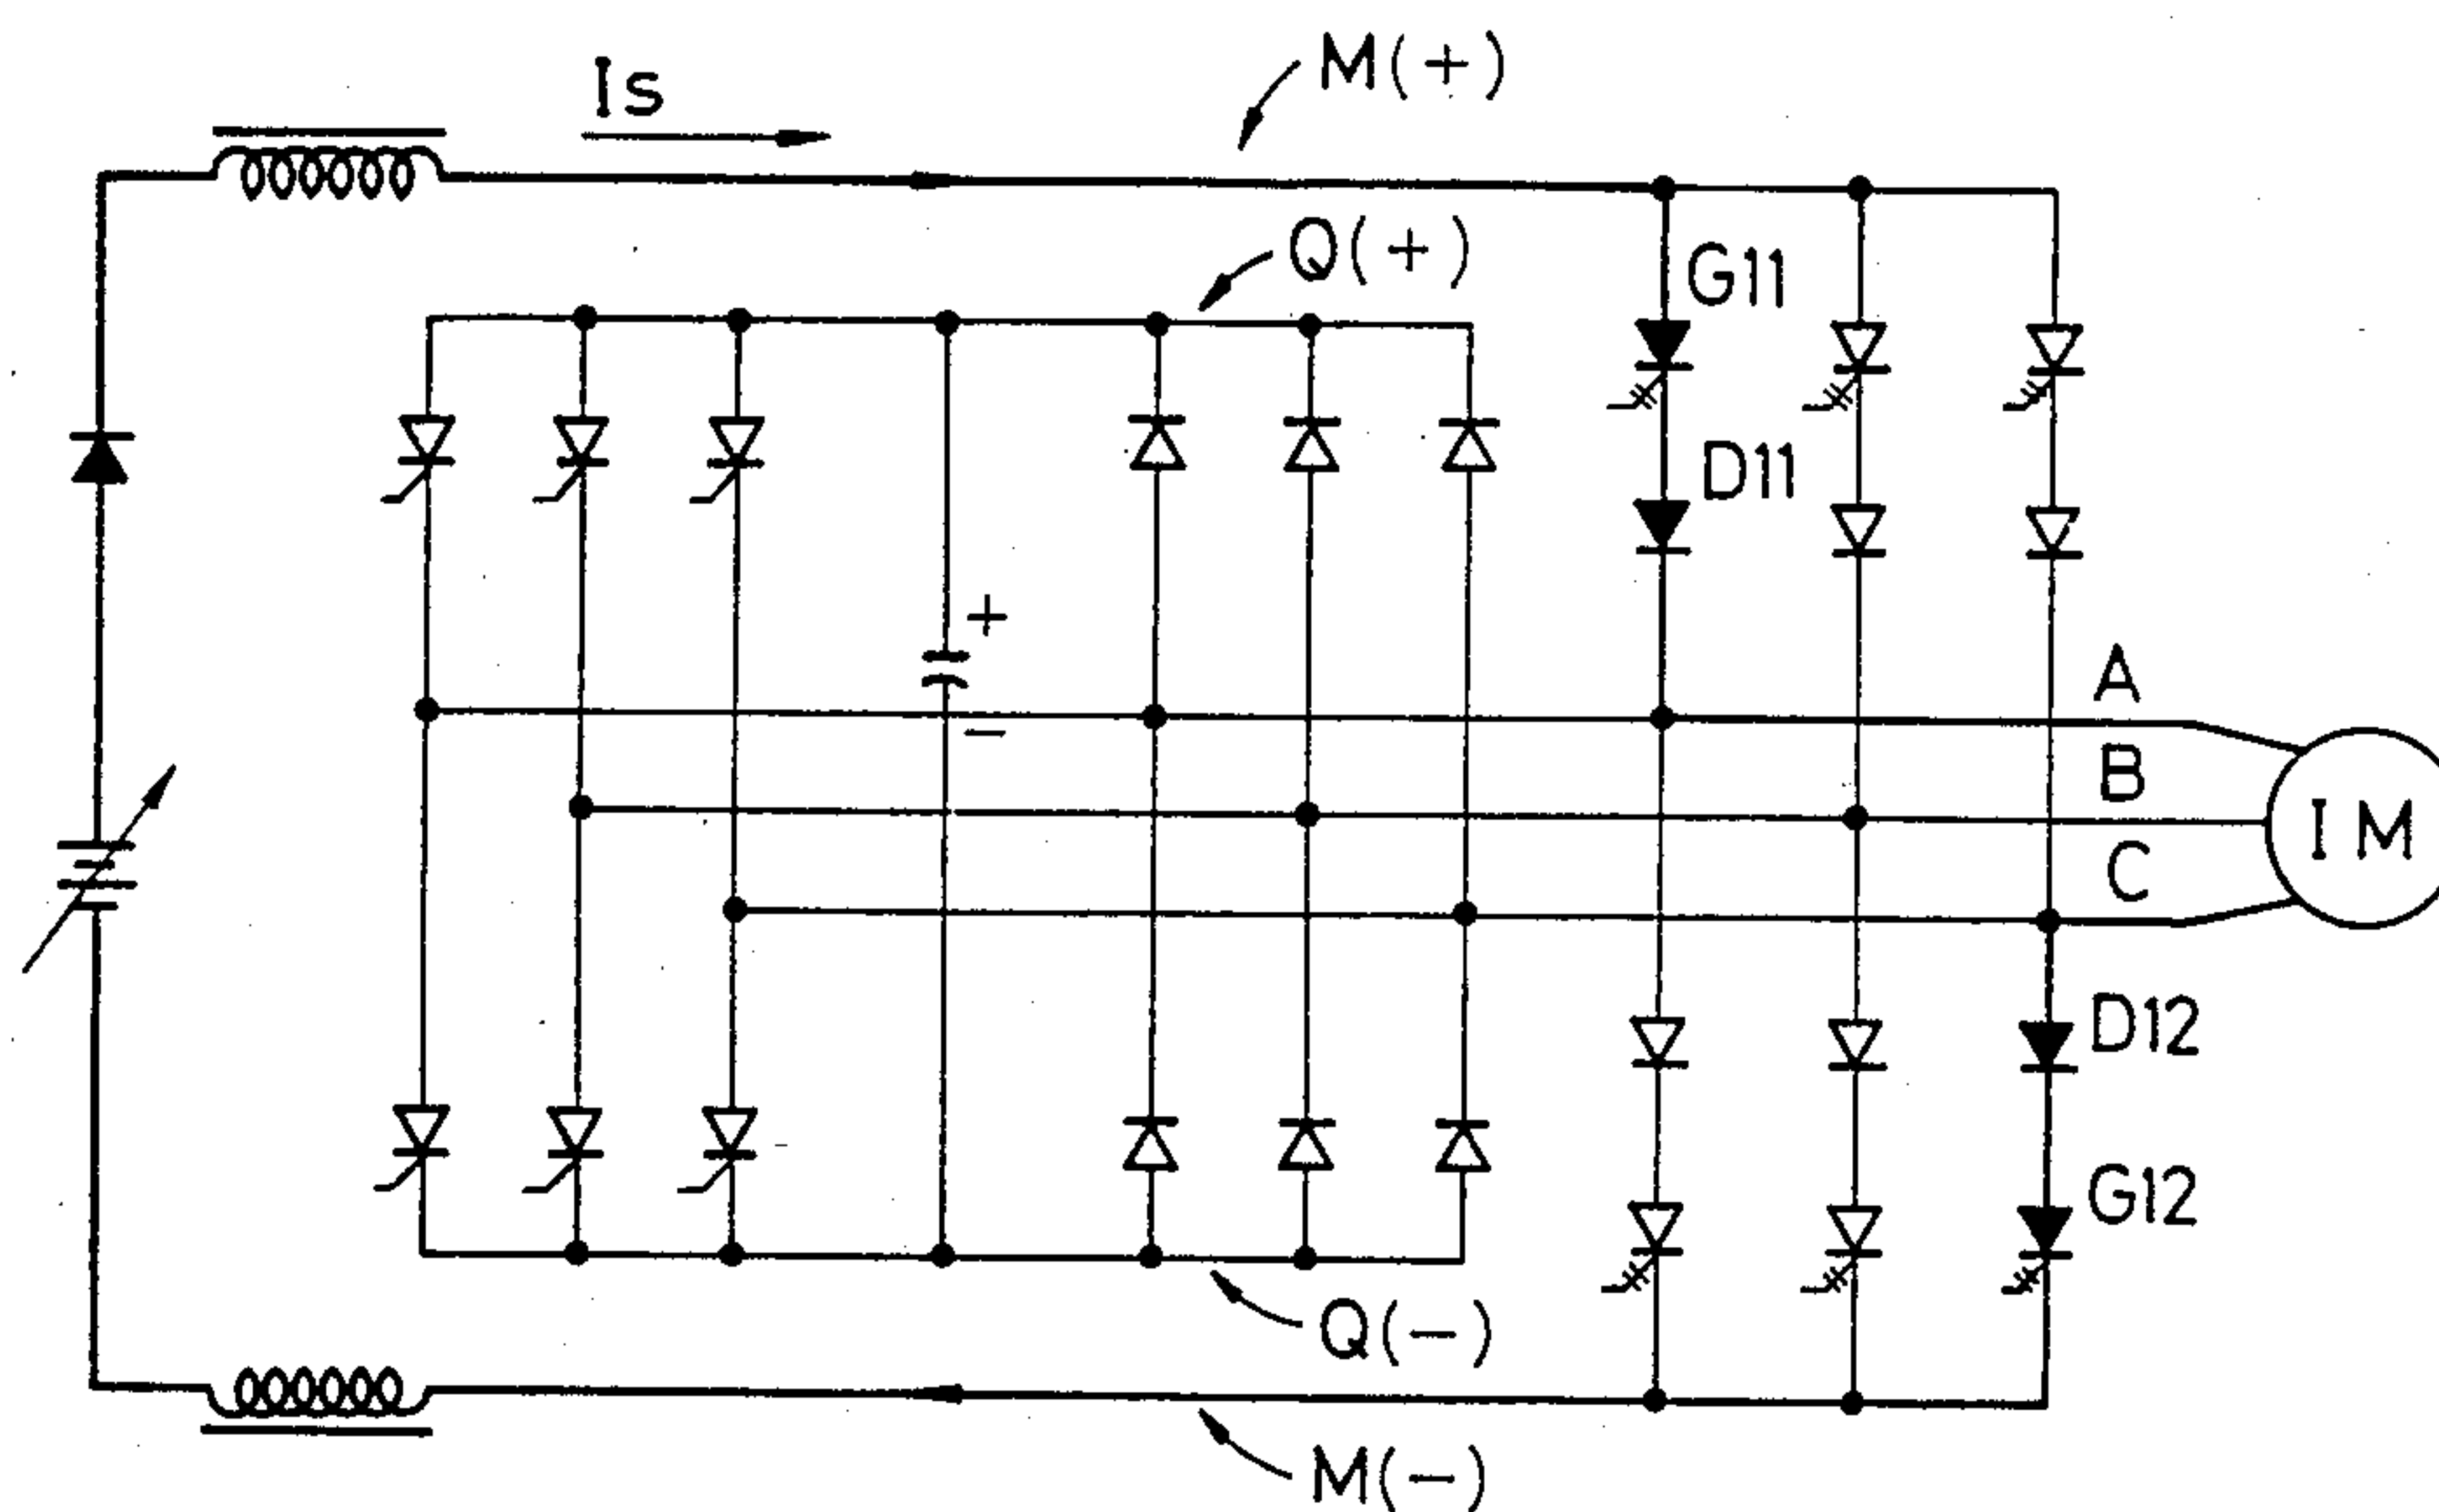 Is
M(+)
Q(+)
G11
D11
+
−
A
B
C
IM
D12
G12
Q(−)
M(−)